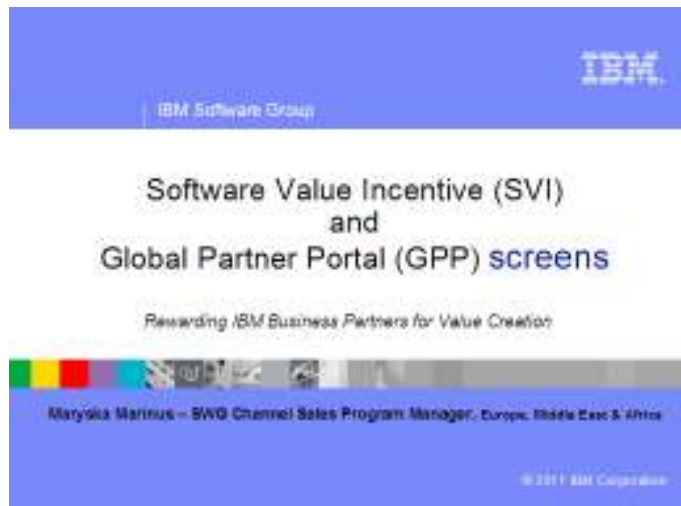 IBM.
IBM Software Group
Software Value Incentive (SVI)
and
Global Partner Portal (GPP) screens
Rewarding IBM Business Partners for Value Creation
Maryska Marinus – SWG Channel Sales Program Manager, Europe, Middle East & Africa
© 2011 IBM Corporation